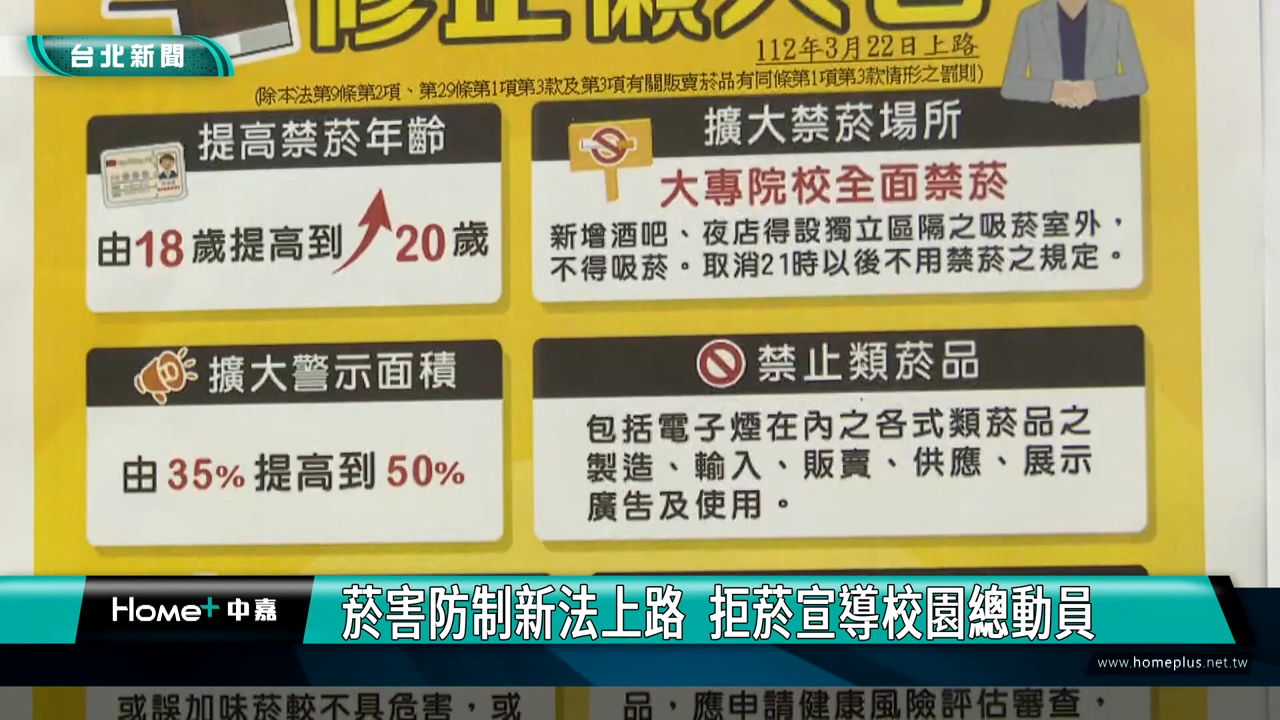 修正懶人包
台北新聞
112年3月22日上路
(除本法第9條第2項、第29條第1項第3款及第3項有關販賣菸品有同條第1項第3款情形之罰則)
提高禁菸年齡
由18歲提高到20歲
擴大禁菸場所
大專院校全面禁菸
新增酒吧、夜店得設獨立區隔之吸菸室外，
不得吸菸。取消21時以後不用禁菸之規定。
擴大警示面積
由35%提高到50%
禁止類菸品
包括電子煙在內之各式類菸品之
製造、輸入、販賣、供應、展示
廣告及使用。
Home+中嘉
菸害防制新法上路 拒菸宣導校園總動員
www.homeplus.net.tw
或誤加味菸較不具危害，或
品，應申請健康風險評估審查，